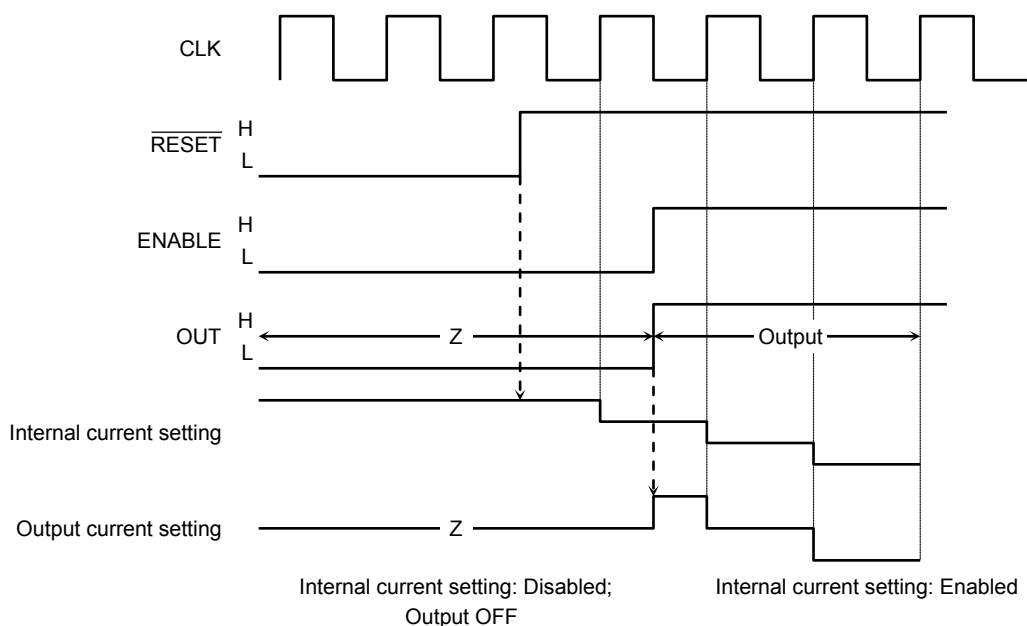 CLK
RESET
H
L
ENABLE
H
L
OUT
H
L
Z
Output
Internal current setting
Output current setting
Z
Internal current setting: Disabled;
Output OFF
Internal current setting: Enabled